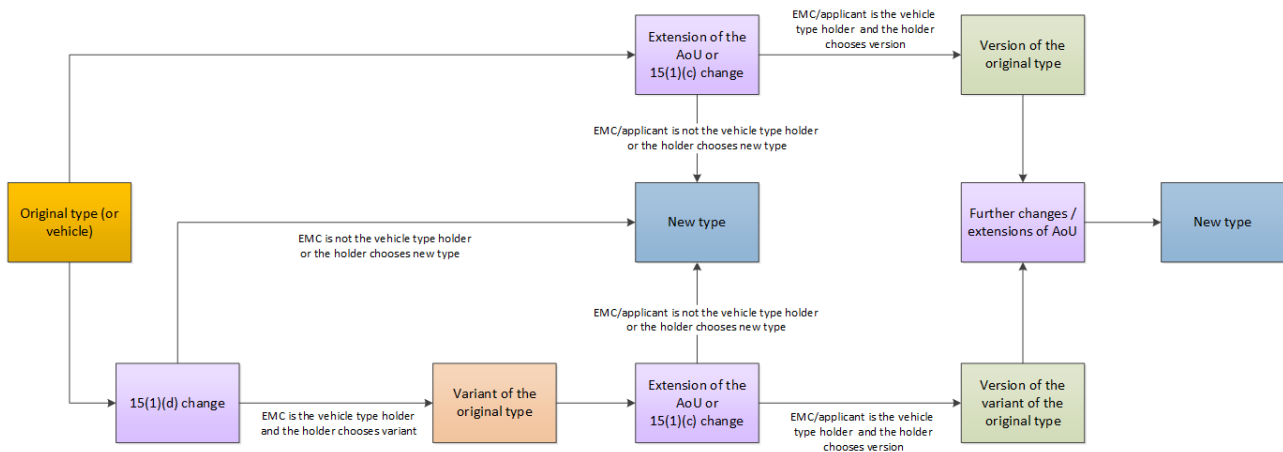 EMC/applicant is the vehicle
type holder and the holder
chooses version
Extension of the
AoU or
15(1)(c) change
Version of the
original type
EMC/applicant is not the vehicle type holder
or the holder chooses new type
Original type (or
vehicle)
New type
Further changes /
extensions of AoU
New type
EMC is not the vehicle type holder
or the holder chooses new type
EMC/applicant is not the vehicle type holder
or the holder chooses new type
15(1)(d) change
EMC is the vehicle type holder
and the holder chooses variant
Variant of the
original type
Extension of the
AoU or
15(1)(c) change
EMC/applicant is the vehicle
type holder and the holder
chooses version
Version of the
variant of the
original type